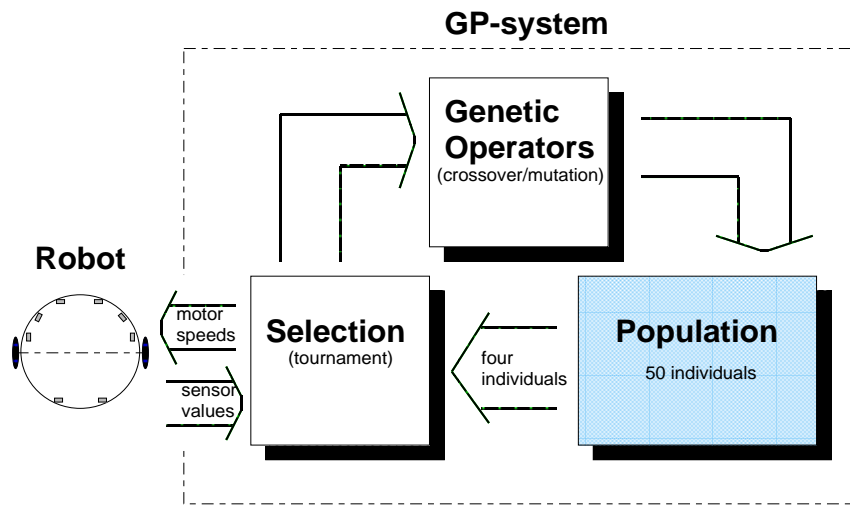 GP-system
Genetic
Operators
(crossover/mutation)
Robot
motor
speeds
sensor
values
Selection
(tournament)
four
individuals
Population
50 individuals